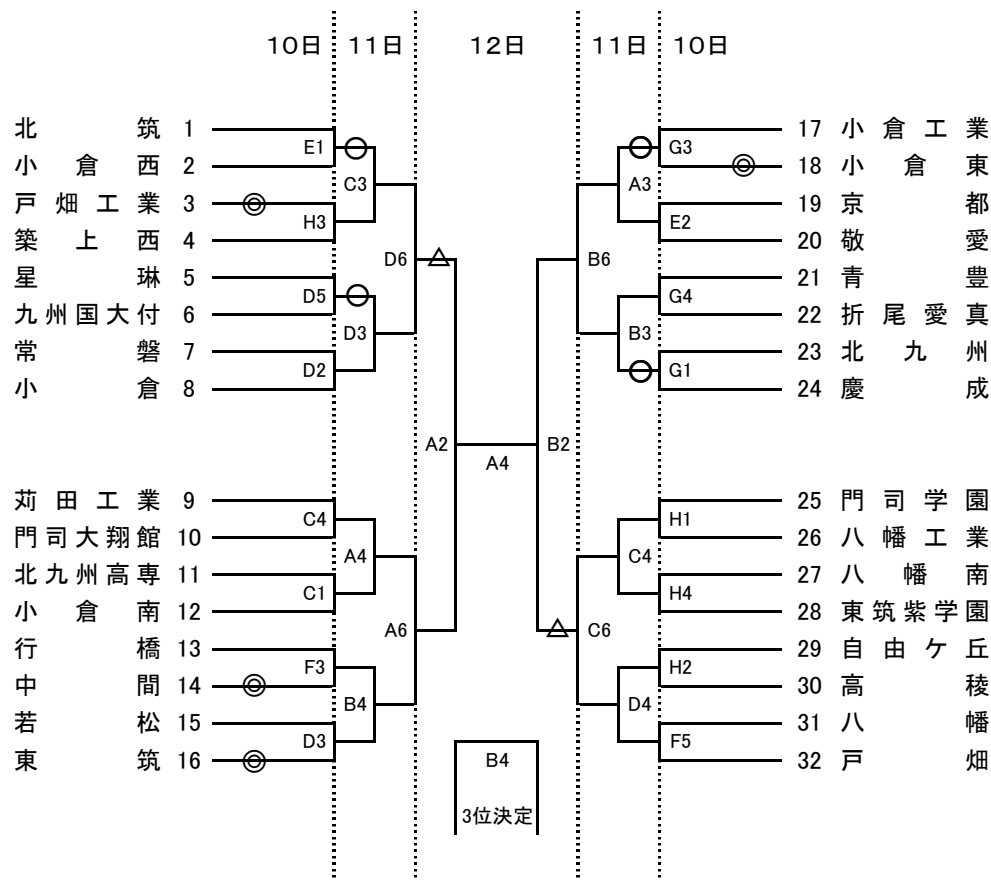 10日 11日 12日 11日 10日
北筑 1 17 小倉工業
E1 G3
小倉西 2 18 小倉東
C3 A3
戸畑工業 3 19 京都
H3 E2
築上西 4 20 敬愛
D6 B6
星琳 5 21 青豊
D5 G4
九州国大付 6 22 折尾愛真
D3 B3
常磐 7 23 北九州
D2 G1
小倉 8 24 慶成
A2 B2
A4
苅田工業 9 25 門司学園
C4 H1
門司大翔館 10 26 八幡工業
A4 C4
北九州高専 11 27 八幡南
C1 H4
小倉南 12 28 東筑紫学園
A6 C6
行橋 13 29 自由ケ丘
F3 H2
中間 14 30 高稜
B4 D4
若松 15 31 八幡
D3 F5
東筑 16 B4 32 戸畑
3位決定